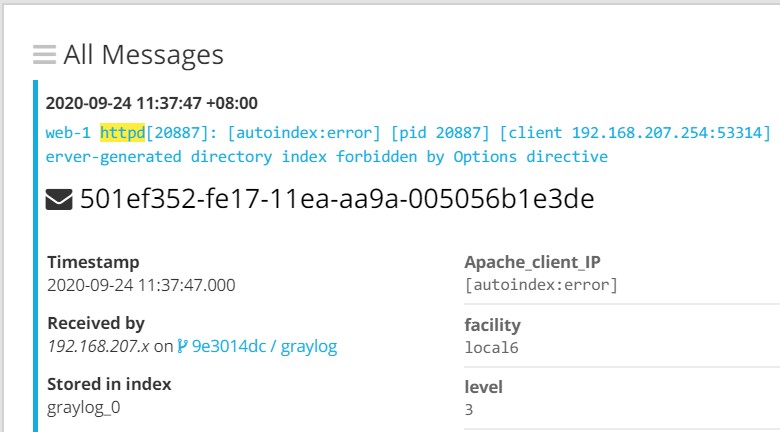 All Messages
2020-09-24 11:37:47 +08:00
web-1 httpd[20887]: [autoindex:error] [pid 20887] [client 192.168.207.254:53314]
erver-generated directory index forbidden by Options directive
501ef352-fe17-11ea-aa9a-005056b1e3de
Timestamp
2020-09-24 11:37:47.000
Received by
192.168.207.x on 9e3014dc / graylog
Stored in index
graylog_0
Apache_client_IP
[autoindex:error]
facility
local6
level
3